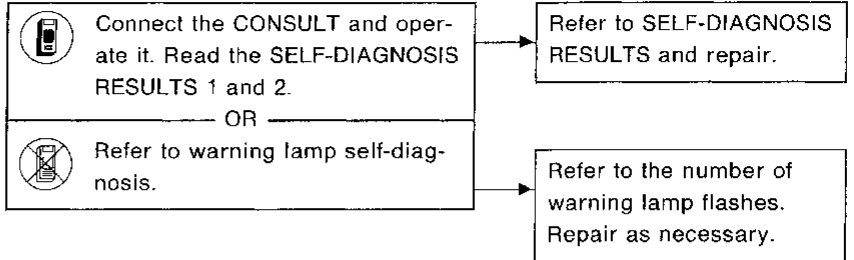 Connect the CONSULT and oper-
ate it. Read the SELF-DIAGNOSIS
RESULTS 1 and 2.
OR
Refer to warning lamp self-diag-
nosis.
Refer to SELF-DIAGNOSIS
RESULTS and repair.
Refer to the number of
warning lamp flashes.
Repair as necessary.